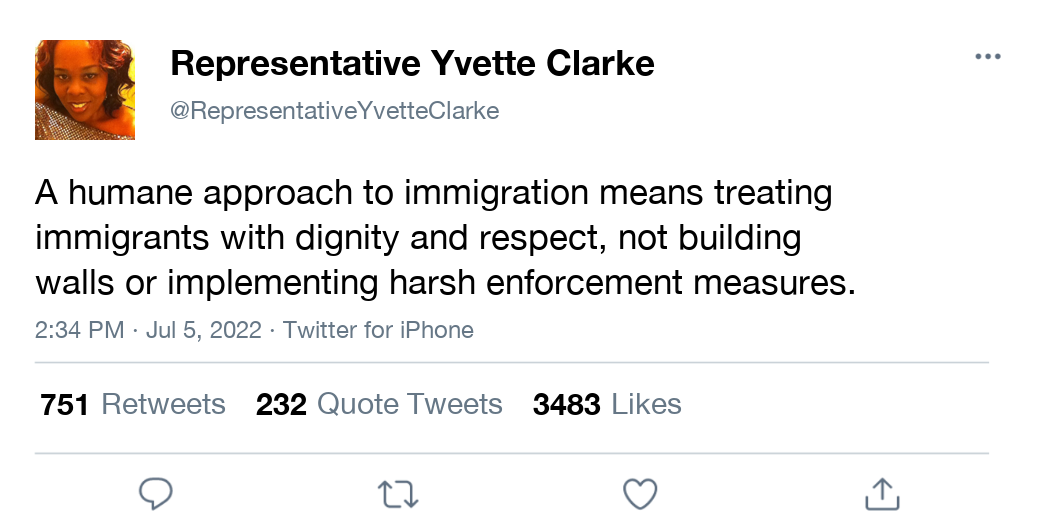 Representative Yvette Clarke
@RepresentativeYvetteClarke
A humane approach to immigration means treating
immigrants with dignity and respect, not building
walls or implementing harsh enforcement measures.
2:34 PM · Jul 5, 2022 · Twitter for iPhone
751 Retweets 232 Quote Tweets 3483 Likes